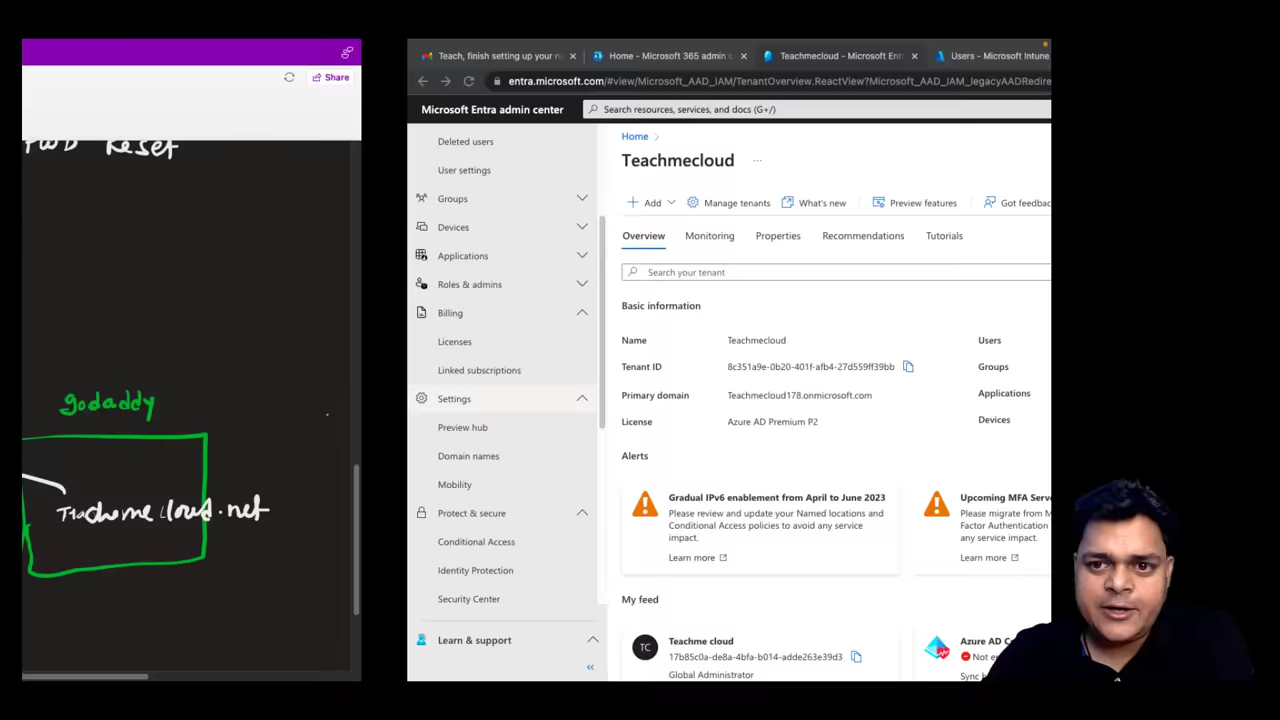 Share
PWD Reset
godaddy
Teachmecloud.net
Teach, finish setting up your n
Home - Microsoft 365 admin c
Teachmecloud - Microsoft Ent
Users - Microsoft Intune
entra.microsoft.com/#view/Microsoft_AAD_IAM/TenantOverview.ReactView?Microsoft_AAD_IAM_legacyAADRedire
Microsoft Entra admin center
Search resources, services, and docs (G+/)
Deleted users
User settings
Groups
Devices
Applications
Roles & admins
Billing
Licenses
Linked subscriptions
Settings
Preview hub
Domain names
Mobility
Protect & secure
Conditional Access
Identity Protection
Security Center
Learn & support
Home
Teachmecloud
Add
Manage tenants
What's new
Preview features
Got feedbac
Overview
Monitoring
Properties
Recommendations
Tutorials
Search your tenant
Basic information
Name Teachmecloud Users
Tenant ID 8c351a9e-0b20-401f-afb4-27d559ff39bb Groups
Primary domain Teachmecloud178.onmicrosoft.com Applications
License Azure AD Premium P2 Devices
Alerts
Gradual IPv6 enablement from April to June 2023
Please review and update your Named locations and
Conditional Access policies to avoid any service
impact.
Learn more
Upcoming MFA Serve
Please migrate from M
Factor Authentication
any service impact.
Learn more
My feed
TC
Teachme cloud
17b85c0a-de8a-4bfa-b014-adde263e39d3
Global Administrator
Azure AD Co
Not en
Sync h